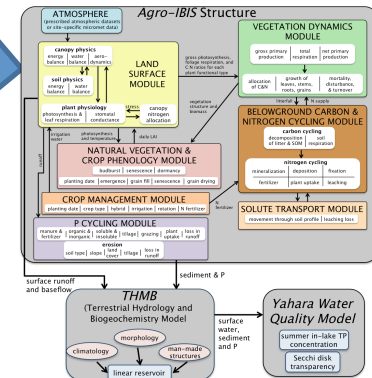 Agro-IBIS Structure
ATMOSPHERE
(prescribed atmospheric datasets
or site-specific micromet data)
canopy physics
energy balance | water balance | aero-dynamics
soil physics
energy balance | water balance
plant physiology
photosynthesis & leaf respiration | stomatal conductance
stress
canopy nitrogen allocation
LAND
SURFACE
MODULE
gross photosynthesis,
foliage respiration, and
C:N ratios for each
plant functional type
VEGETATION DYNAMICS
MODULE
gross primary production | total respiration | net primary production
allocation of C&N | growth of leaves, stems, roots, grains | mortality, disturbance, & turnover
litterfall
N supply
vegetation
structure and
biomass
BELOWGROUND CARBON &
NITROGEN CYCLING MODULE
carbon cycling
decomposition of litter & SOM | soil respiration
nitrogen cycling
mineralization | deposition | fixation
fertilizer | plant uptake | leaching
irrigation
water
photosynthesis
and temperature
daily LAI
runoff
NATURAL VEGETATION &
CROP PHENOLOGY MODULE
budburst | senescence | dormancy
planting date | emergence | grain fill | senescence | grain drying
CROP MANAGEMENT MODULE
planting date | crop type | hybrid | irrigation | rotation | N fertilizer
N
fertilizer
SOLUTE TRANSPORT MODULE
movement through soil profile | leaching loss
P CYCLING MODULE
manure & fertilizer | organic & inorganic | soluble & insoluble | tillage | grazing | plant uptake | loss in runoff
erosion
soil type | slope | land cover | tillage | loss in runoff
surface runoff
and baseflow
sediment & P
THMB
(Terrestrial Hydrology and
Biogeochemistry Model)
morphology
climatology
man-made
structures
linear reservoir
surface
water,
sediment
and P
Yahara Water
Quality Model
summer in-lake TP
concentration
Secchi disk
transparency